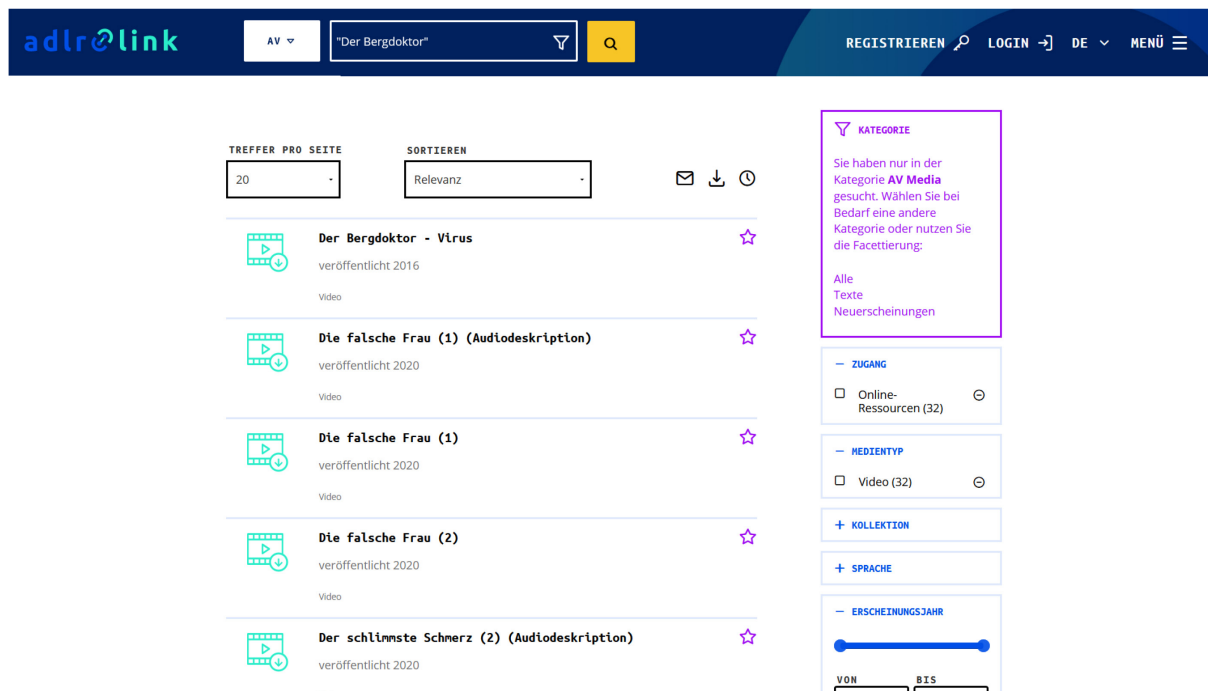 adlrlink
AV
"Der Bergdoktor"
REGISTRIEREN
LOGIN
DE
MENÜ
TREFFER PRO SEITE
20
SORTIEREN
Relevanz
Der Bergdoktor - Virus
veröffentlicht 2016
Video
Die falsche Frau (1) (Audiodeskription)
veröffentlicht 2020
Video
Die falsche Frau (1)
veröffentlicht 2020
Video
Die falsche Frau (2)
veröffentlicht 2020
Video
Der schlimmste Schmerz (2) (Audiodeskription)
veröffentlicht 2020
KATEGORIE
Sie haben nur in der
Kategorie AV Media
gesucht. Wählen Sie bei
Bedarf eine andere
Kategorie oder nutzen Sie
die Facettierung:
Alle
Texte
Neuerscheinungen
ZUGANG
Online-
Ressourcen (32)
MEDIENTYP
Video (32)
KOLLEKTION
SPRACHE
ERSCHEINUNGSJAHR
VON
BIS